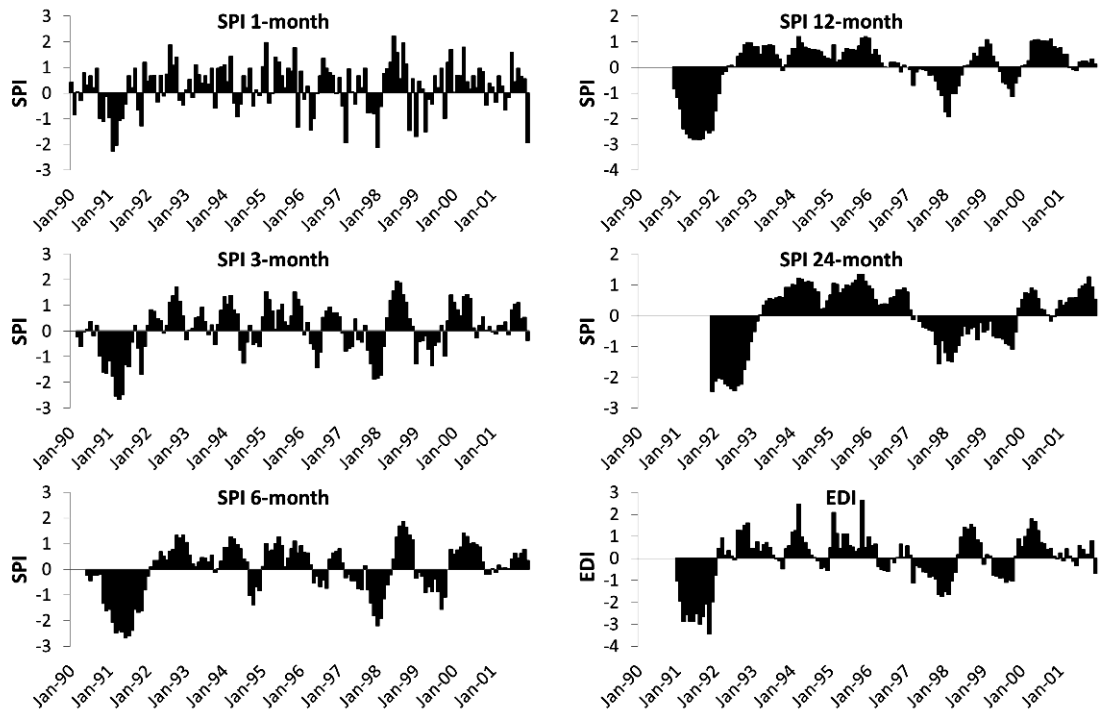 SPI 1-month
SPI
3
2
1
0
-1
-2
-3
Jan-90
Jan-91
Jan-92
Jan-93
Jan-94
Jan-95
Jan-96
Jan-97
Jan-98
Jan-99
Jan-00
Jan-01
SPI 12-month
SPI
2
1
0
-1
-2
-3
-4
Jan-90
Jan-91
Jan-92
Jan-93
Jan-94
Jan-95
Jan-96
Jan-97
Jan-98
Jan-99
Jan-00
Jan-01
SPI 3-month
SPI
3
2
1
0
-1
-2
-3
Jan-90
Jan-91
Jan-92
Jan-93
Jan-94
Jan-95
Jan-96
Jan-97
Jan-98
Jan-99
Jan-00
Jan-01
SPI 24-month
SPI
2
1
0
-1
-2
-3
Jan-90
Jan-91
Jan-92
Jan-93
Jan-94
Jan-95
Jan-96
Jan-97
Jan-98
Jan-99
Jan-00
Jan-01
SPI 6-month
SPI
3
2
1
0
-1
-2
-3
Jan-90
Jan-91
Jan-92
Jan-93
Jan-94
Jan-95
Jan-96
Jan-97
Jan-98
Jan-99
Jan-00
Jan-01
EDI
EDI
3
2
1
0
-1
-2
-3
-4
Jan-90
Jan-91
Jan-92
Jan-93
Jan-94
Jan-95
Jan-96
Jan-97
Jan-98
Jan-99
Jan-00
Jan-01